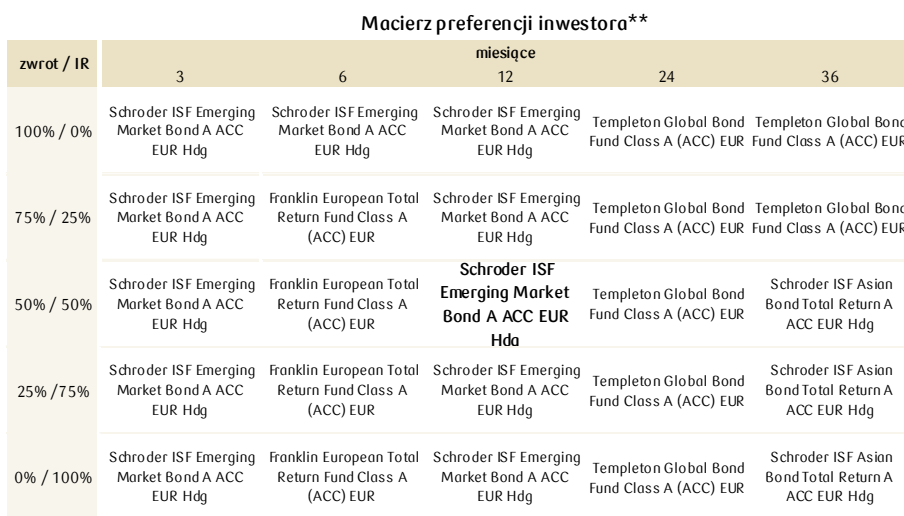 Macierz preferencji inwestora**
zwrot / IR
miesiące
3 6 12 24 36
100% / 0%
Schroder ISF Emerging
Market Bond A ACC
EUR Hdg
Schroder ISF Emerging
Market Bond A ACC
EUR Hdg
Schroder ISF Emerging
Market Bond A ACC
EUR Hdg
Templeton Global Bond
Fund Class A (ACC) EUR
Templeton Global Bond
Fund Class A (ACC) EUR
75% / 25%
Schroder ISF Emerging
Market Bond A ACC
EUR Hdg
Franklin European Total
Return Fund Class A
(ACC) EUR
Schroder ISF Emerging
Market Bond A ACC
EUR Hdg
Templeton Global Bond
Fund Class A (ACC) EUR
Templeton Global Bond
Fund Class A (ACC) EUR
50% / 50%
Schroder ISF Emerging
Market Bond A ACC
EUR Hdg
Franklin European Total
Return Fund Class A
(ACC) EUR
Schroder ISF
Emerging Market
Bond A ACC EUR
Hdg
Templeton Global Bond
Fund Class A (ACC) EUR
Schroder ISF Asian
Bond Total Return A
ACC EUR Hdg
25% /75%
Schroder ISF Emerging
Market Bond A ACC
EUR Hdg
Franklin European Total
Return Fund Class A
(ACC) EUR
Schroder ISF Emerging
Market Bond A ACC
EUR Hdg
Templeton Global Bond
Fund Class A (ACC) EUR
Schroder ISF Asian
Bond Total Return A
ACC EUR Hdg
0% / 100%
Schroder ISF Emerging
Market Bond A ACC
EUR Hdg
Franklin European Total
Return Fund Class A
(ACC) EUR
Schroder ISF Emerging
Market Bond A ACC
EUR Hdg
Templeton Global Bond
Fund Class A (ACC) EUR
Schroder ISF Asian
Bond Total Return A
ACC EUR Hdg